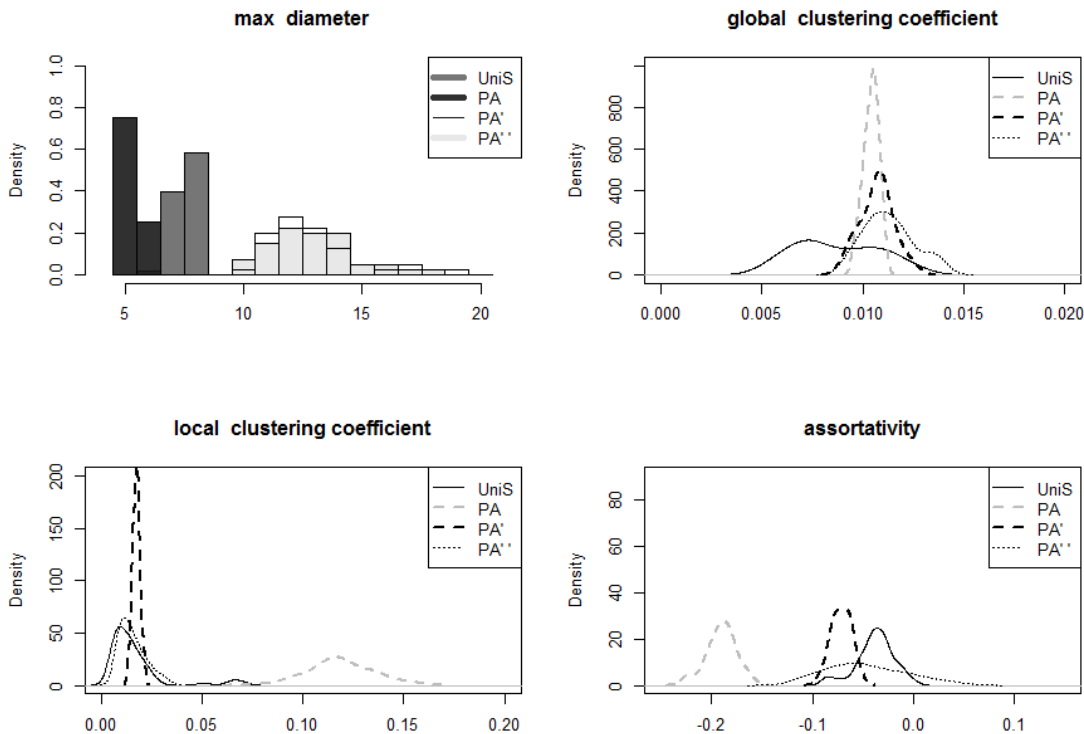 max diameter
Density
0.0 0.2 0.4 0.6 0.8 1.0
5 10 15 20
UniS
PA
PA'
PA' '
global clustering coefficient
Density
0 200 400 600 800
0.000 0.005 0.010 0.015 0.020
UniS
PA
PA'
PA' '
local clustering coefficient
Density
0 50 100 150 200
0.00 0.05 0.10 0.15 0.20
UniS
PA
PA'
PA' '
assortativity
Density
0 20 40 60 80
-0.2 -0.1 0.0 0.1
UniS
PA
PA'
PA' '